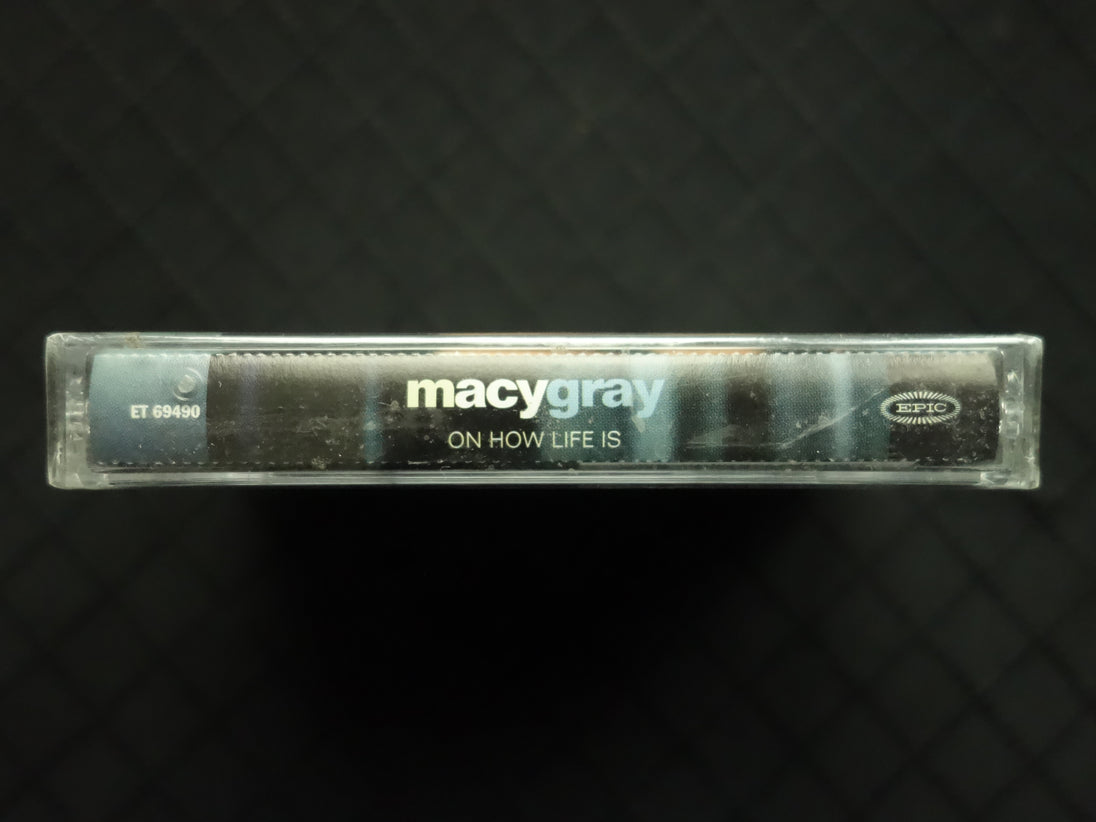 ET 69490
macygray
ON HOW LIFE IS
EPIC